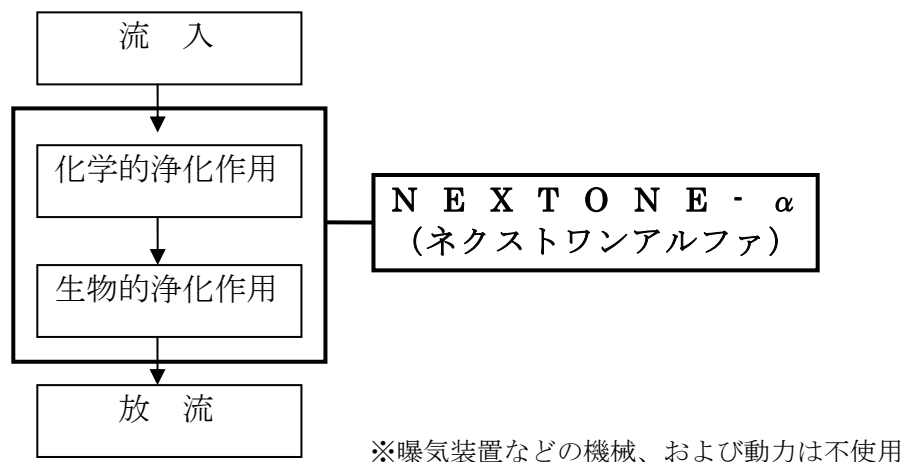 流　入
化学的浄化作用
ＮＥＸＴＯＮＥ‐α
（ネクストワンアルファ）
生物的浄化作用
放　流
※曝気装置などの機械、および動力は不使用